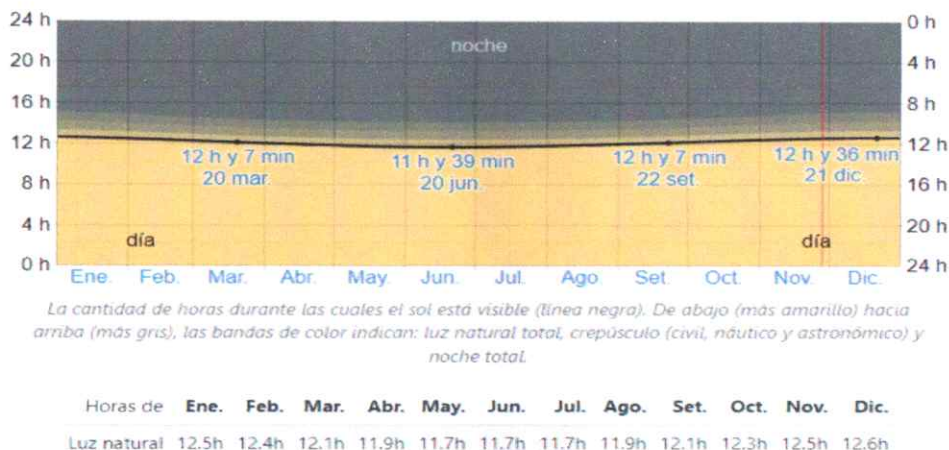 24 h
0 h
noche
20 h
4 h
16 h
8 h
12 h
12 h
12 h y 7 min
20 mar.
11 h y 39 min
20 jun.
12 h y 7 min
22 set.
12 h y 36 min
21 dic.
8 h
16 h
4 h
20 h
día
día
0 h
24 h
Ene. Feb. Mar. Abr. May. Jun. Jul. Ago. Set. Oct. Nov. Dic.
La cantidad de horas durante las cuales el sol está visible (línea negra). De abajo (más amarillo) hacia
arriba (más gris), las bandas de color indican: luz natural total, crepúsculo (civil, náutico y astronómico) y
noche total.
Horas de Ene. Feb. Mar. Abr. May. Jun. Jul. Ago. Set. Oct. Nov. Dic.
Luz natural 12.5h 12.4h 12.1h 11.9h 11.7h 11.7h 11.7h 11.9h 12.1h 12.3h 12.5h 12.6h